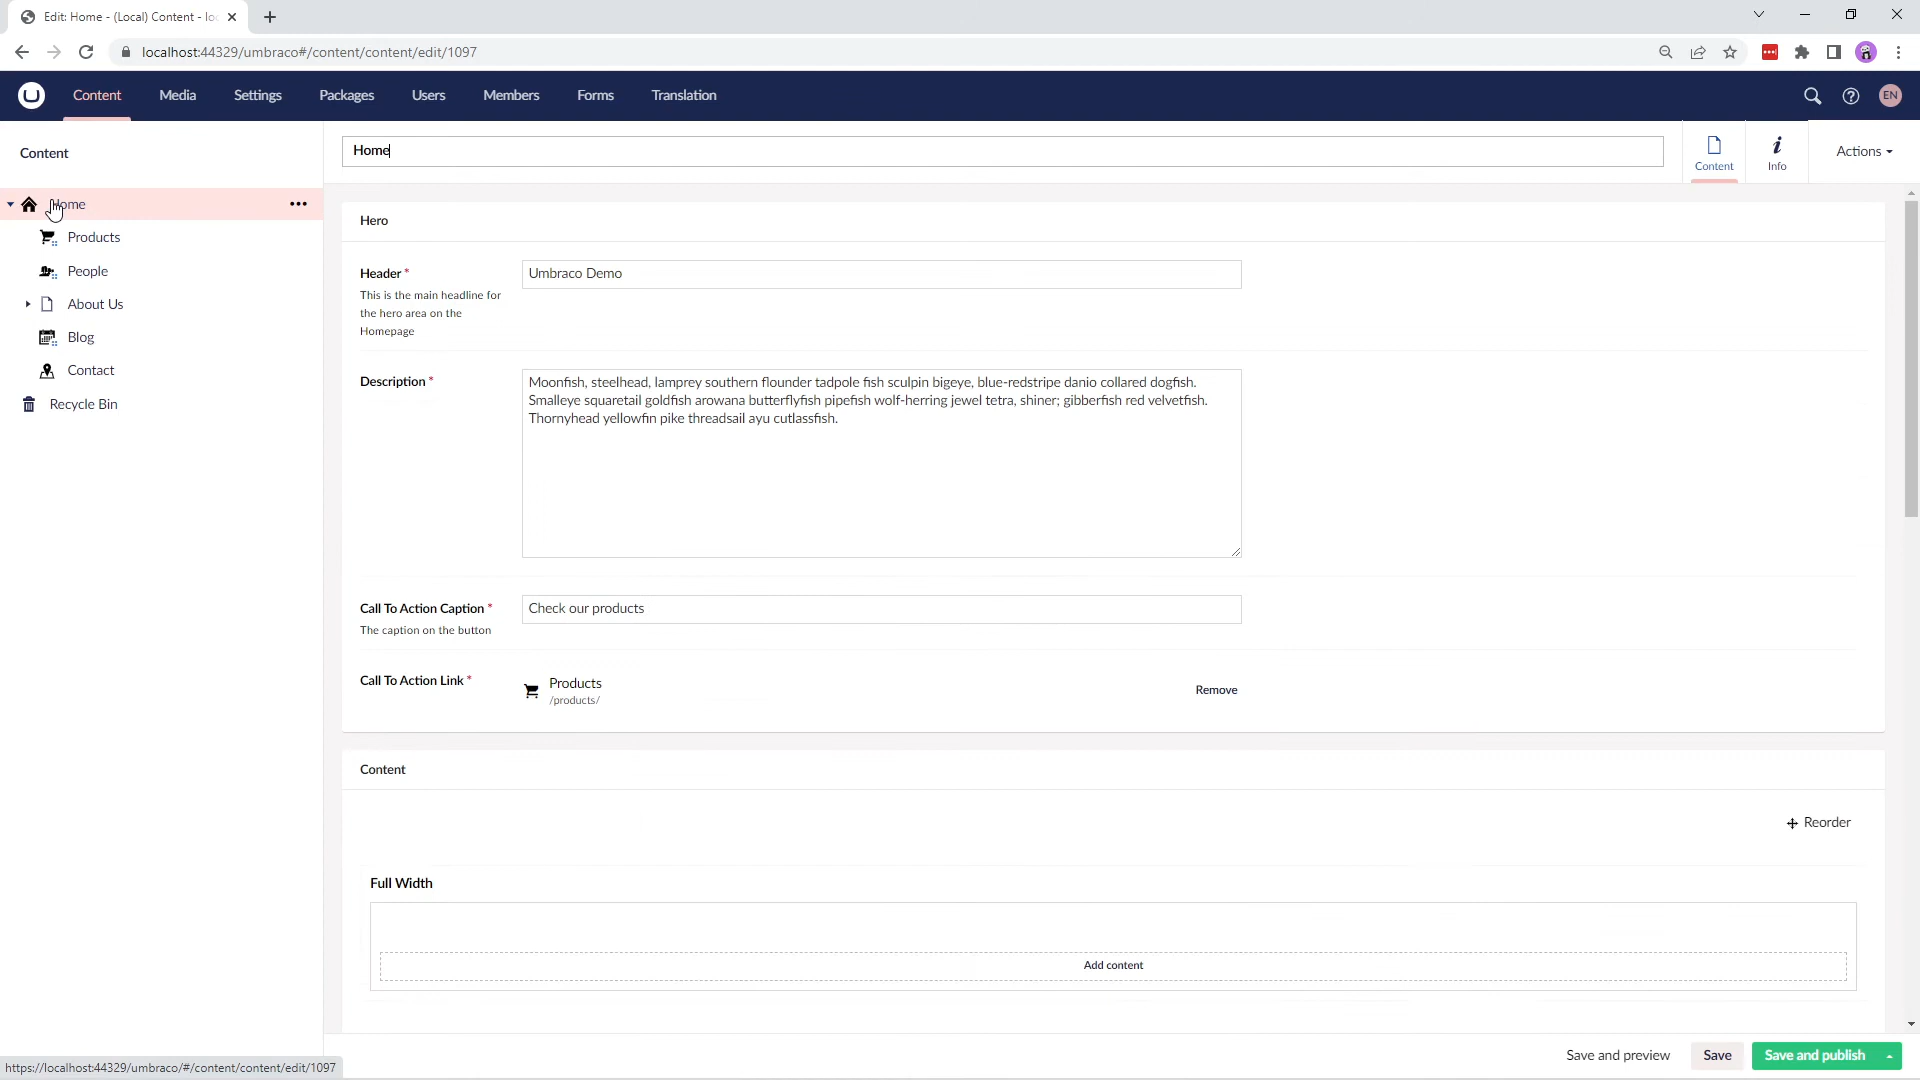 Edit: Home - (Local) Content - loc
localhost:44329/umbraco#/content/content/edit/1097
Content
Media
Settings
Packages
Users
Members
Forms
Translation
EN
Content
Home
Content
Info
Actions
Home
Products
People
About Us
Blog
Contact
Recycle Bin
Hero
Header *
This is the main headline for
the hero area on the
Homepage
Umbraco Demo
Description *
Moonfish, steelhead, lamprey southern flounder tadpole fish sculpin bigeye, blue-redstripe danio collared dogfish.
Smalleye squaretail goldfish arowana butterflyfish pipefish wolf-herring jewel tetra, shiner; gibberfish red velvetfish.
Thornyhead yellowfin pike threadsail ayu cutlassfish.
Call To Action Caption *
The caption on the button
Check our products
Call To Action Link *
Products
/products/
Remove
Content
Reorder
Full Width
Add content
Save and preview
Save
Save and publish
https://localhost:44329/umbraco/#/content/content/edit/1097